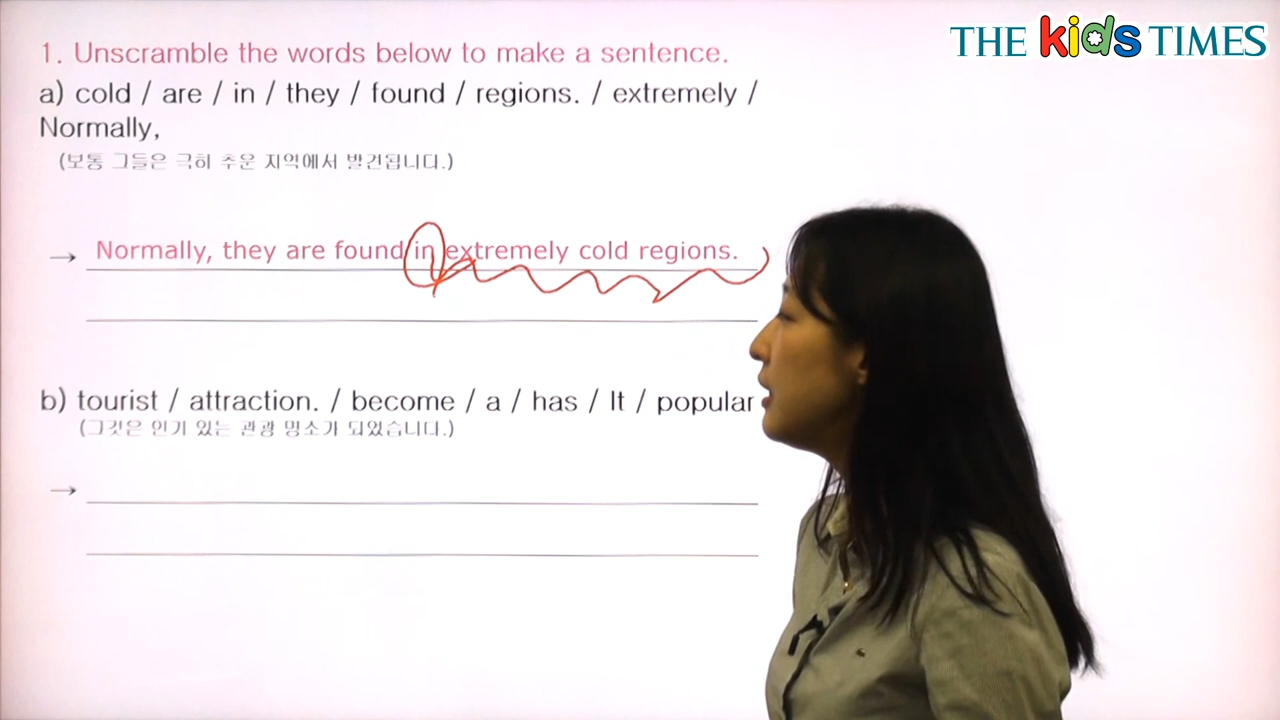 THE kids TIMES
1. Unscramble the words below to make a sentence.
a) cold / are / in / they / found / regions. / extremely /
Normally,
(보통 그들은 극히 추운 지역에서 발견됩니다.)
→ Normally, they are found in extremely cold regions.
b) tourist / attraction. / become / a / has / It / popular
(그것은 인기 있는 관광 명소가 되었습니다.)
→